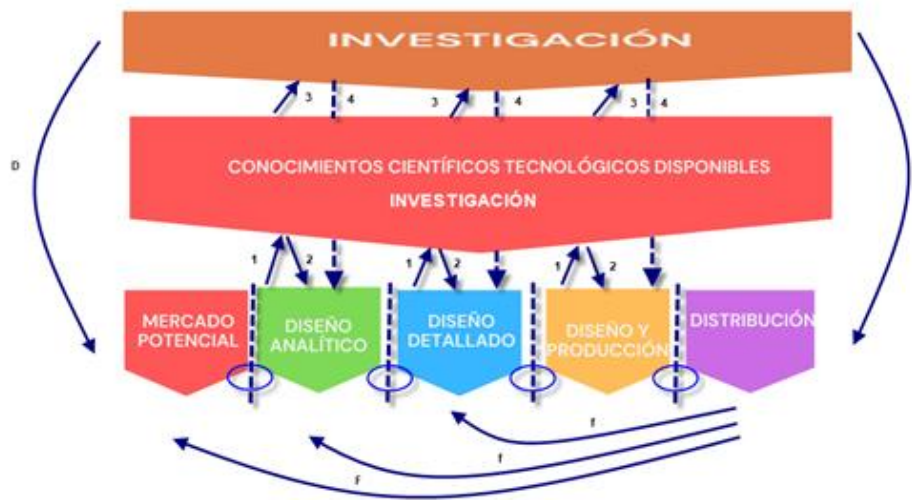 INVESTIGACIÓN
3 4 3 4 3 4
D
CONOCIMIENTOS CIENTÍFICOS TECNOLÓGICOS DISPONIBLES
INVESTIGACIÓN
1 2 1 2 1 2
MERCADO
POTENCIAL
DISEÑO
ANALÍTICO
DISEÑO
DETALLADO
DISEÑO Y
PRODUCCIÓN
DISTRIBUCIÓN
f
f
F